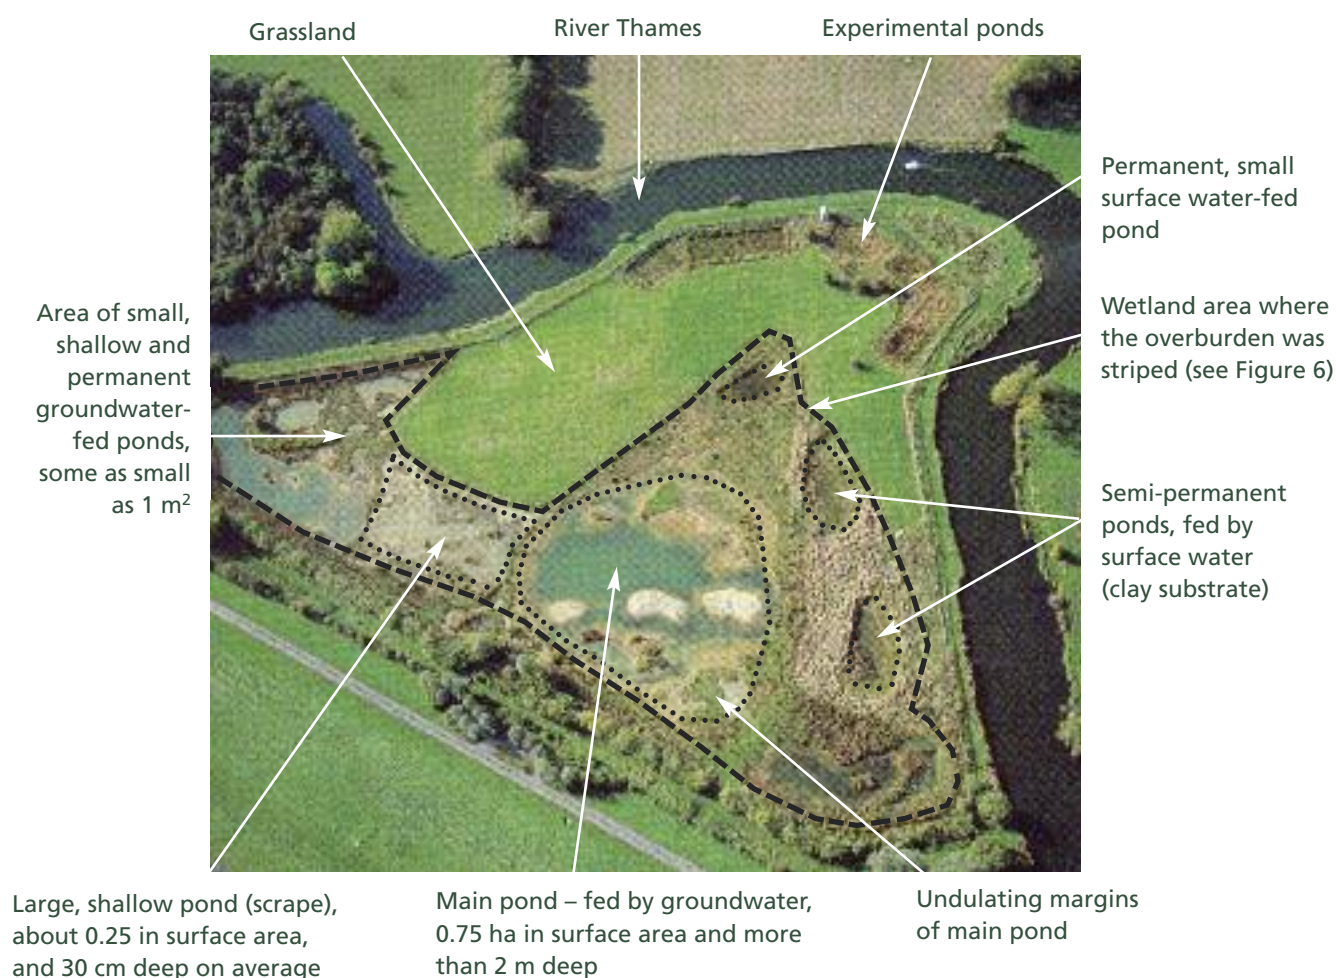 Grassland
River Thames
Experimental ponds
Permanent, small
surface water-fed
pond
Wetland area where
the overburden was
striped (see Figure 6)
Area of small,
shallow and
permanent
groundwater-
fed ponds,
some as small
as 1 m²
Semi-permanent
ponds, fed by
surface water
(clay substrate)
Large, shallow pond (scrape),
about 0.25 in surface area,
and 30 cm deep on average
Main pond – fed by groundwater,
0.75 ha in surface area and more
than 2 m deep
Undulating margins
of main pond